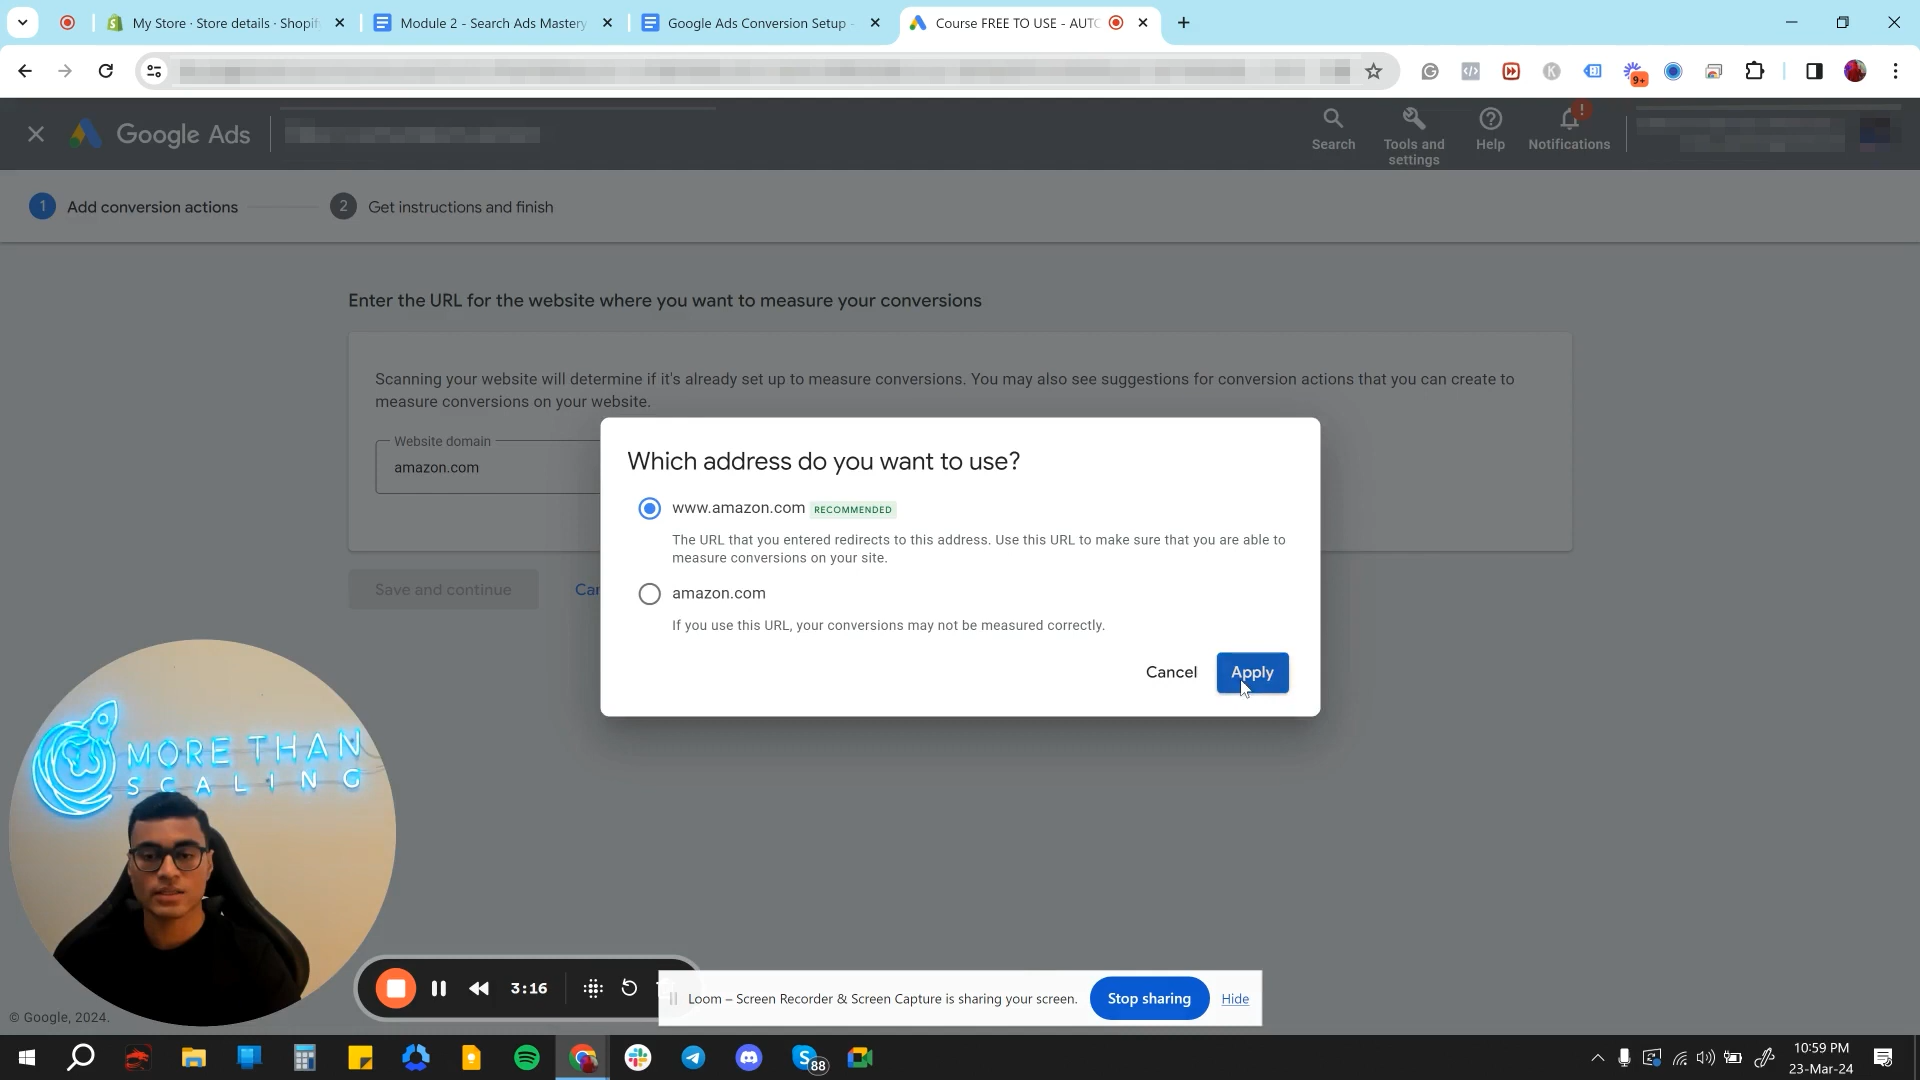 My Store · Store details · Shopif
Module 2 - Search Ads Mastery
Google Ads Conversion Setup -
Course FREE TO USE - AUTO
9+
Google Ads
Search
Tools and settings
Help
Notifications
1 Add conversion actions
2 Get instructions and finish
Enter the URL for the website where you want to measure your conversions
Scanning your website will determine if it's already set up to measure conversions. You may also see suggestions for conversion actions that you can create to
measure conversions on your website.
Website domain
amazon.com
Save and continue
Can
Which address do you want to use?
www.amazon.com RECOMMENDED
The URL that you entered redirects to this address. Use this URL to make sure that you are able to
measure conversions on your site.
amazon.com
If you use this URL, your conversions may not be measured correctly.
Cancel
Apply
MORE THAN
SCALING
3:16
Loom – Screen Recorder & Screen Capture is sharing your screen.
Stop sharing
Hide
© Google, 2024.
88
10:59 PM
23-Mar-24